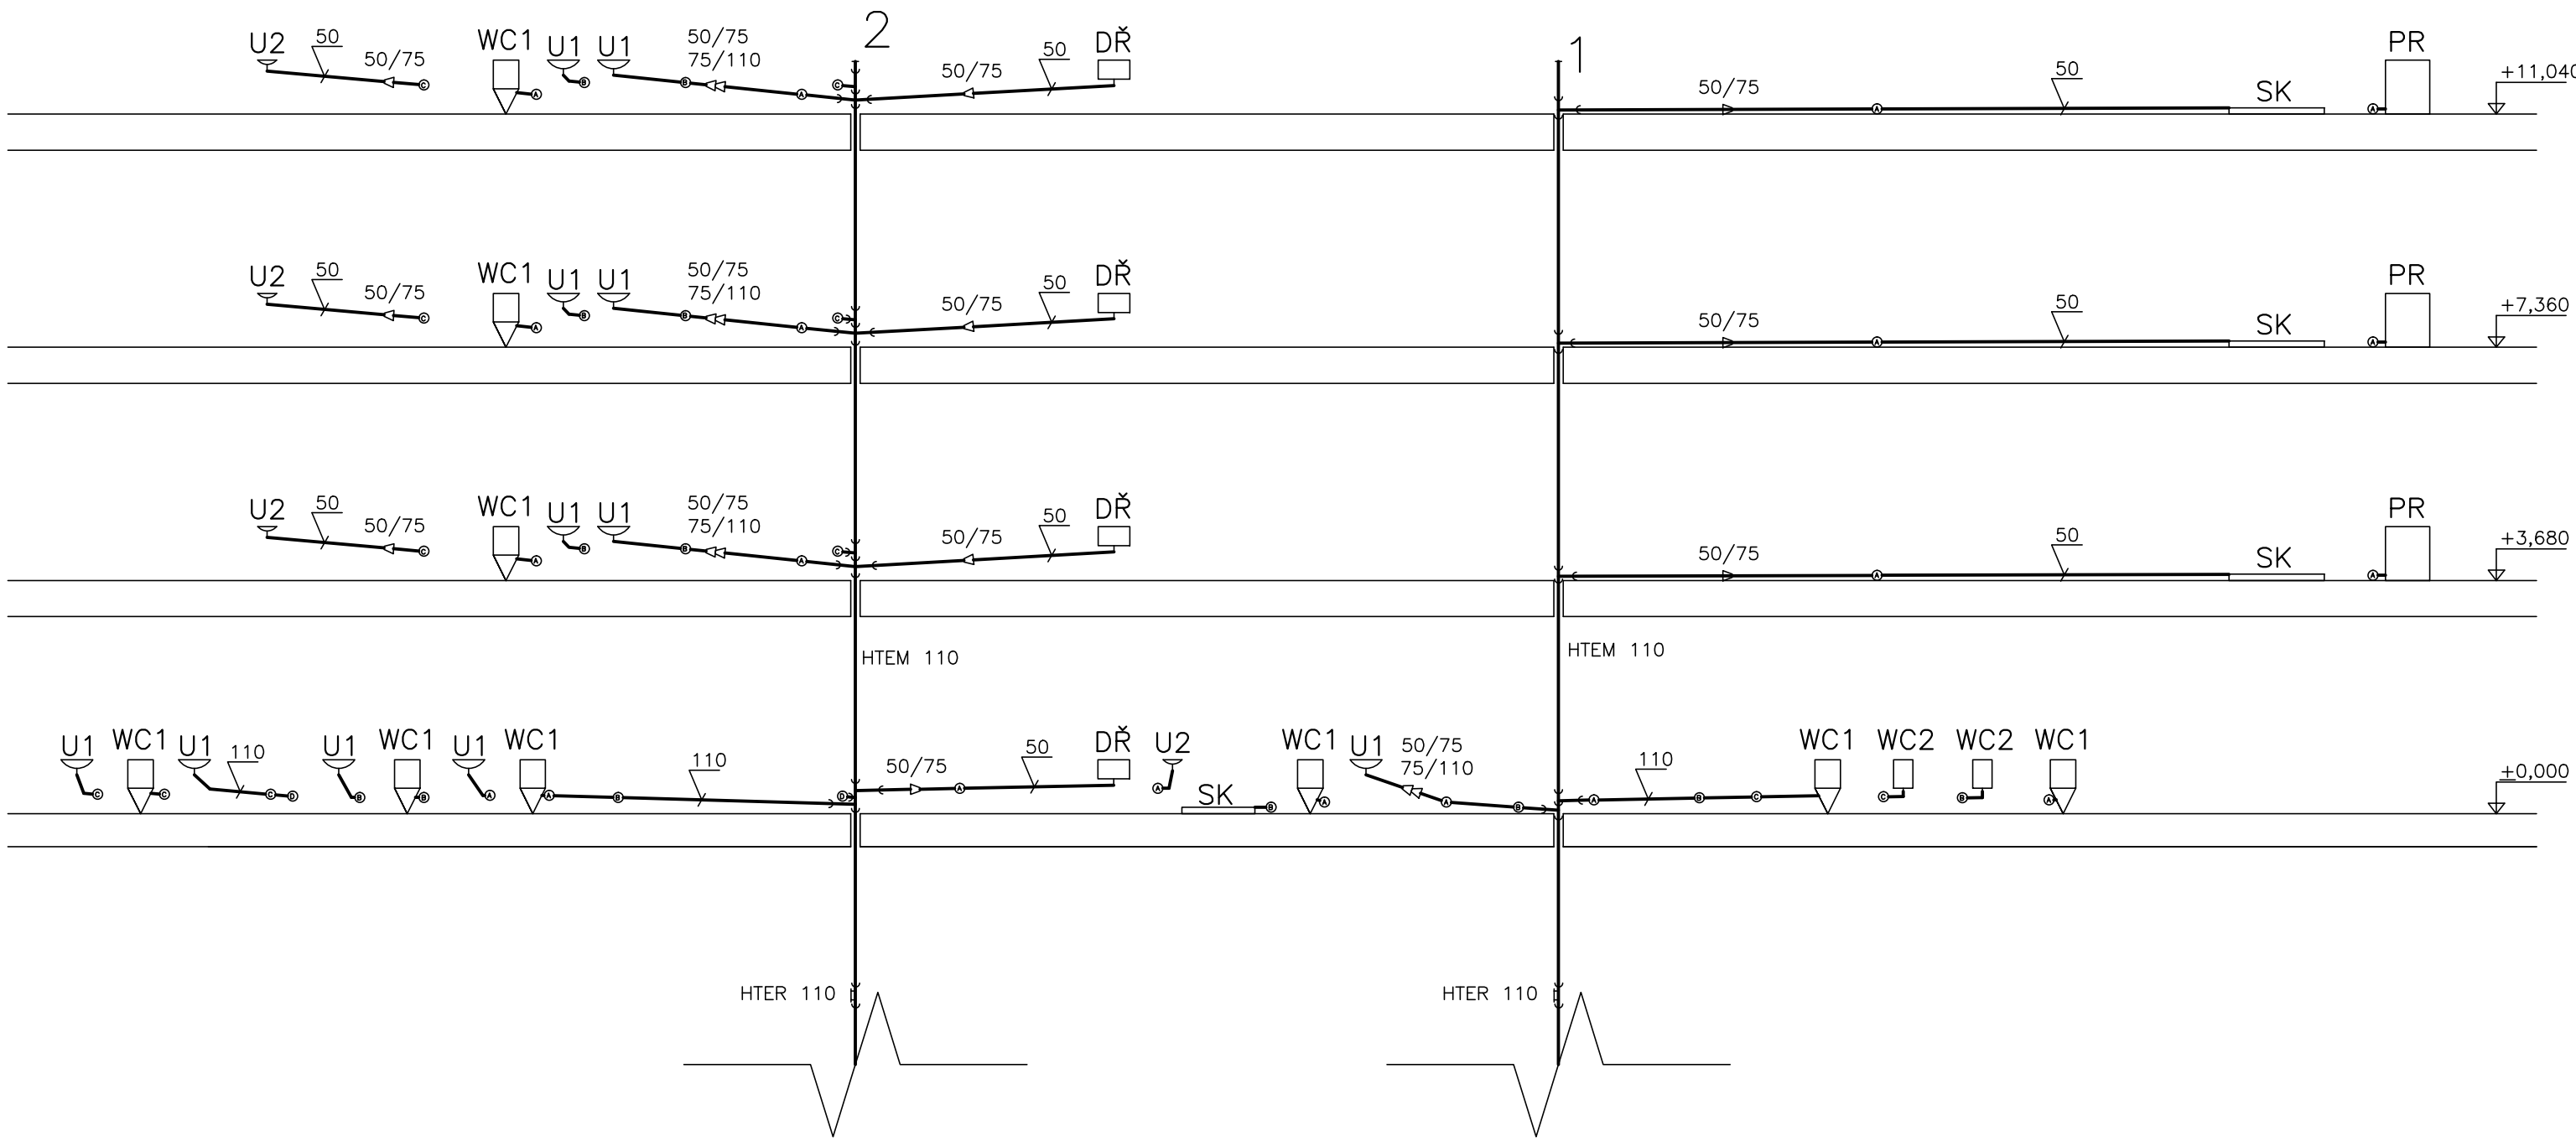 2
1
U2 50 50/75 WC1 U1 U1 50/75 50/75 50 DŘ 50/75 50 SK PR +11,040
75/110
C A B B A C A A
U2 50 50/75 WC1 U1 U1 50/75 50/75 50 DŘ 50/75 50 SK PR +7,360
75/110
C A B B A C A A
U2 50 50/75 WC1 U1 U1 50/75 50/75 50 DŘ 50/75 50 SK PR +3,680
75/110
C A B B A C A A
HTEM 110 HTEM 110
U1 WC1 U1 110 U1 WC1 U1 WC1 110 50/75 50 DŘ U2 SK WC1 U1 50/75 110 WC1 WC2 WC2 WC1 ±0,000
75/110
C C C D B B A A B D A A B A A B A B C C B A
HTER 110 HTER 110